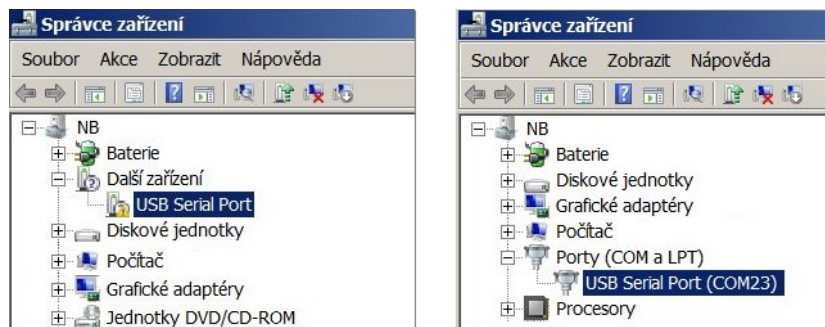 Správce zařízení
Soubor Akce Zobrazit Nápověda
NB
Baterie
Další zařízení
USB Serial Port
Diskové jednotky
Počítač
Grafické adaptéry
Jednotky DVD/CD-ROM
Správce zařízení
Soubor Akce Zobrazit Nápověda
NB
Baterie
Diskové jednotky
Grafické adaptéry
Počítač
Porty (COM a LPT)
USB Serial Port (COM23)
Procesory